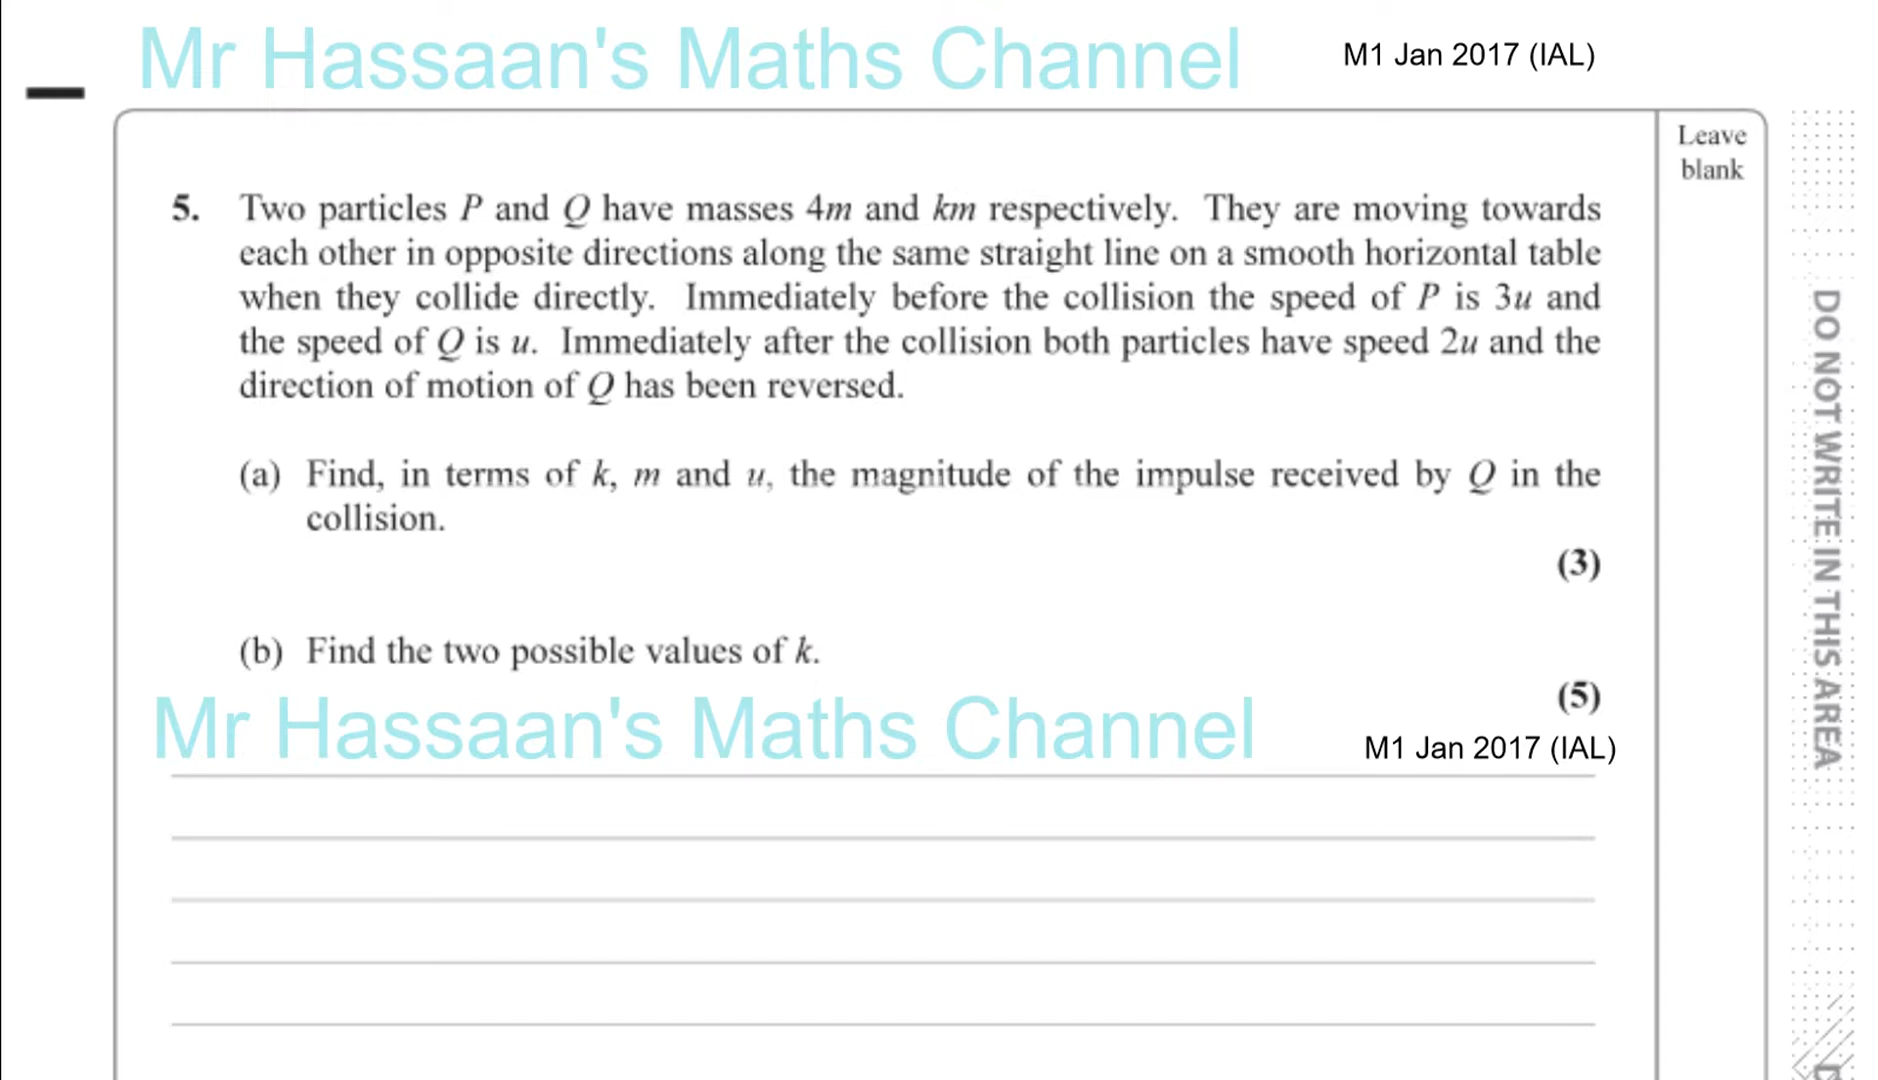 Mr Hassaan's Maths Channel
M1 Jan 2017 (IAL)
Leave
blank
5. Two particles P and Q have masses 4m and km respectively. They are moving towards
each other in opposite directions along the same straight line on a smooth horizontal table
when they collide directly. Immediately before the collision the speed of P is 3u and
the speed of Q is u. Immediately after the collision both particles have speed 2u and the
direction of motion of Q has been reversed.
(a) Find, in terms of k, m and u, the magnitude of the impulse received by Q in the
collision.
(3)
(b) Find the two possible values of k.
(5)
Mr Hassaan's Maths Channel
M1 Jan 2017 (IAL)
DO NOT WRITE IN THIS AREA